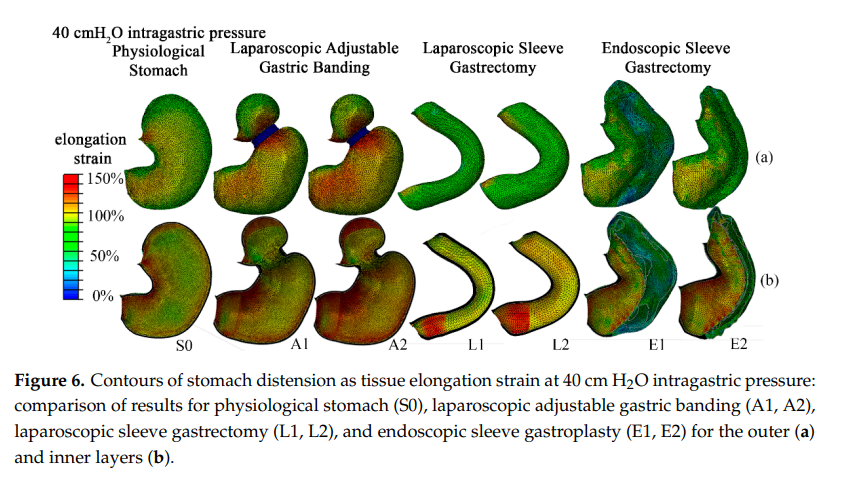 40 cmH₂O intragastric pressure
Physiological Stomach
Laparoscopic Adjustable Gastric Banding
Laparoscopic Sleeve Gastrectomy
Endoscopic Sleeve Gastrectomy
elongation strain
150%
100%
50%
0%
(a)
(b)
S0 A1 A2 L1 L2 E1 E2
Figure 6. Contours of stomach distension as tissue elongation strain at 40 cm H₂O intragastric pressure:
comparison of results for physiological stomach (S0), laparoscopic adjustable gastric banding (A1, A2),
laparoscopic sleeve gastrectomy (L1, L2), and endoscopic sleeve gastroplasty (E1, E2) for the outer (a)
and inner layers (b).